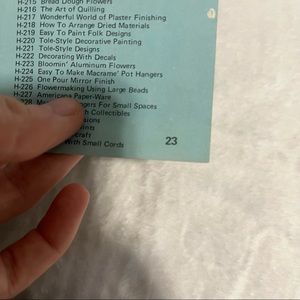 H-215 Bread Dough Flowers
H-216 The Art of Quilling
H-217 Wonderful World of Plaster Finishing
H-218 How To Arrange Dried Materials
H-219 Easy To Paint Folk Designs
H-220 Tole-Style Decorative Painting
H-221 Tole-Style Designs
H-222 Decorating With Decals
H-223 Bloomin' Aluminum Flowers
H-224 Easy To Make Macrame' Pot Hangers
H-225 One Pour Mirror Finish
H-226 Flowermaking Using Large Beads
H-227 Americana Paper-Ware
For Small Spaces
Collectibles
With Small Cords
23